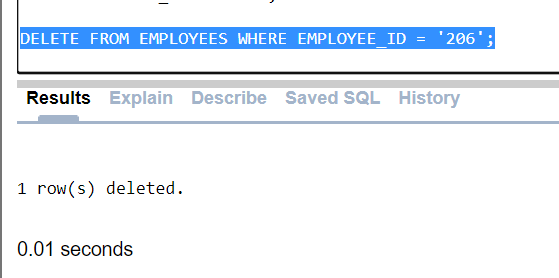 DELETE FROM EMPLOYEES WHERE EMPLOYEE_ID = '206';
Results Explain Describe Saved SQL History
1 row(s) deleted.
0.01 seconds